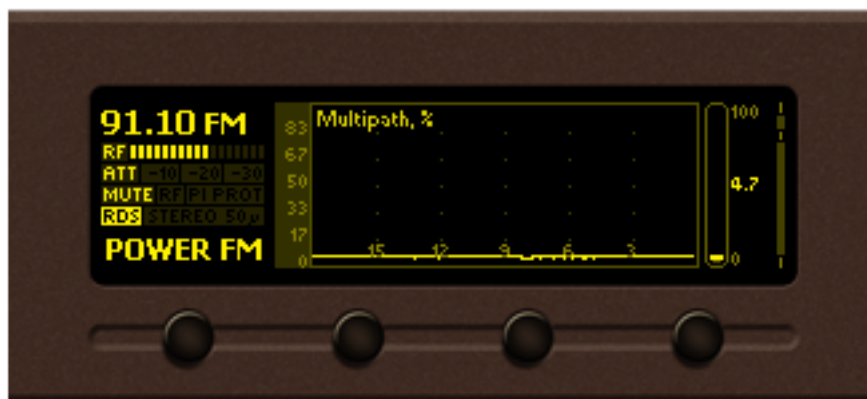 91.10 FM
RF
ATT -10 -20 -30
MUTE RF PI PROT
RDS STEREO 50µ
POWER FM
Multipath, %
83
67
50
33
17
0
15 12 9 6 3
100
4.7
0